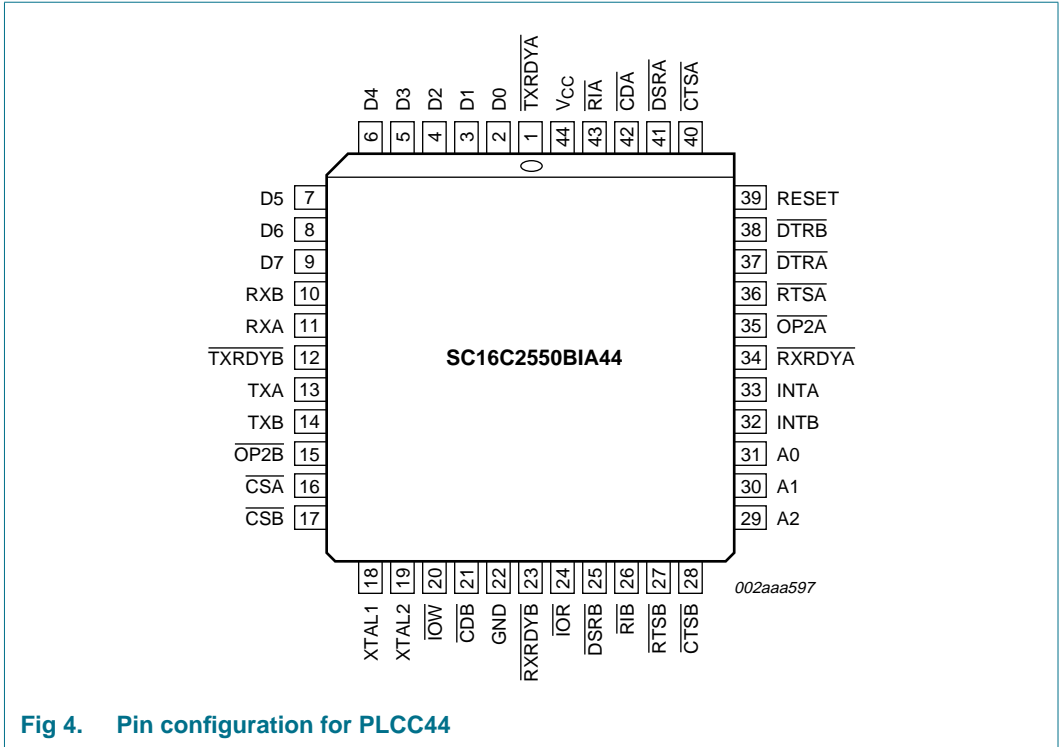 D4 D3 D2 D1 D0 TXRDYA VCC RIA CDA DSRA CTSA
6 5 4 3 2 1 44 43 42 41 40
D5 7
D6 8
D7 9
RXB 10
RXA 11
TXRDYB 12
TXA 13
TXB 14
OP2B 15
CSA 16
CSB 17
SC16C2550BIA44
39 RESET
38 DTRB
37 DTRA
36 RTSA
35 OP2A
34 RXRDYA
33 INTA
32 INTB
31 A0
30 A1
29 A2
18 19 20 21 22 23 24 25 26 27 28
XTAL1 XTAL2 IOW CDB GND RXRDYB IOR DSRB RIB RTSB CTSB
002aaa597
Fig 4. Pin configuration for PLCC44